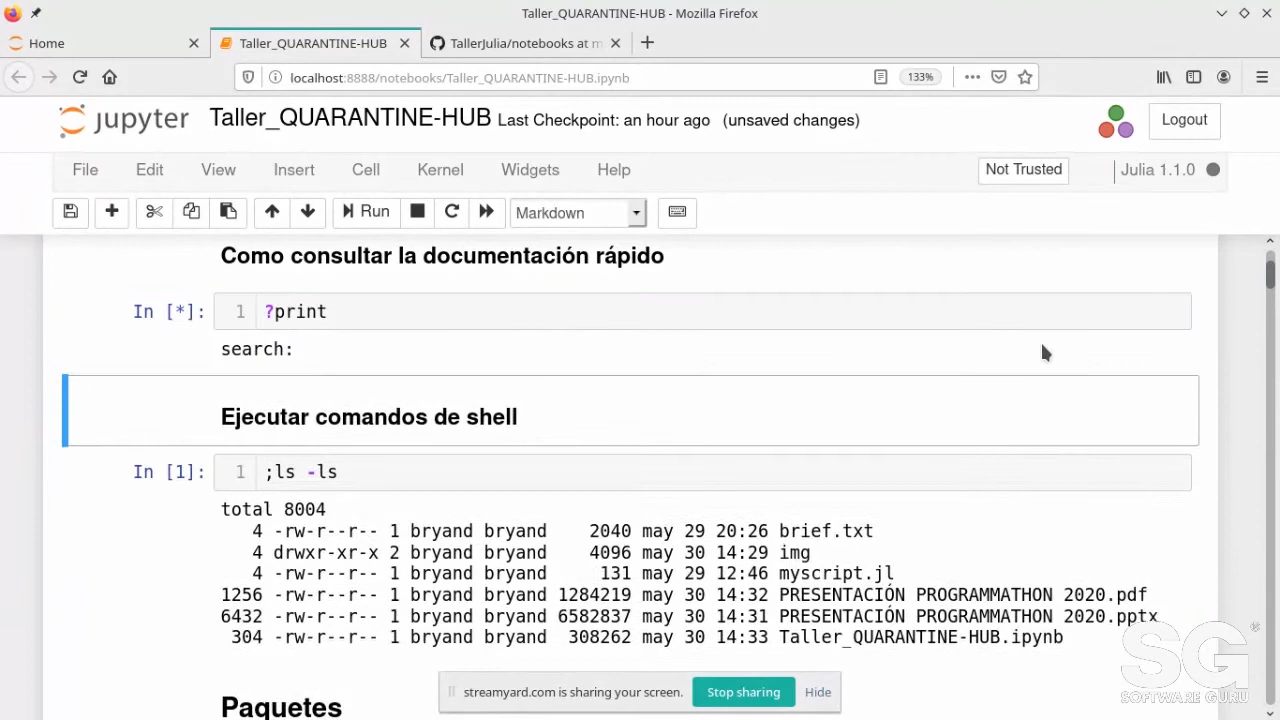 Taller_QUARANTINE-HUB - Mozilla Firefox
Home
Taller_QUARANTINE-HUB
TallerJulia/notebooks at m
localhost:8888/notebooks/Taller_QUARANTINE-HUB.ipynb
133%
jupyter Taller_QUARANTINE-HUB Last Checkpoint: an hour ago (unsaved changes)
Logout
File Edit View Insert Cell Kernel Widgets Help
Not Trusted
Julia 1.1.0
Run
Markdown
Como consultar la documentación rápido
In [*]: 1 ?print
search:
Ejecutar comandos de shell
In [1]: 1 ;ls -ls
total 8004
4 -rw-r--r-- 1 bryand bryand 2040 may 29 20:26 brief.txt
4 drwxr-xr-x 2 bryand bryand 4096 may 30 14:29 img
4 -rw-r--r-- 1 bryand bryand 131 may 29 12:46 myscript.jl
1256 -rw-r--r-- 1 bryand bryand 1284219 may 30 14:32 PRESENTACIÓN PROGRAMMATHON 2020.pdf
6432 -rw-r--r-- 1 bryand bryand 6582837 may 30 14:31 PRESENTACIÓN PROGRAMMATHON 2020.pptx
304 -rw-r--r-- 1 bryand bryand 308262 may 30 14:33 Taller_QUARANTINE-HUB.ipynb
Paquetes
streamyard.com is sharing your screen.
Stop sharing
Hide
SG
SOFTWARE GURU